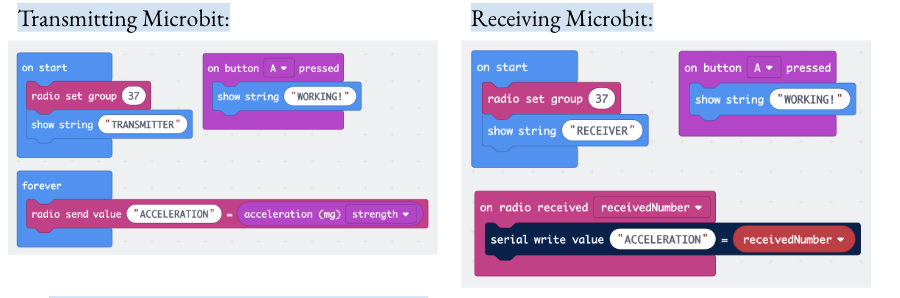 Transmitting Microbit:
on start
radio set group 37
show string "TRANSMITTER"
on button A pressed
show string "WORKING!"
forever
radio send value "ACCELERATION" = acceleration (mg) strength
Receiving Microbit:
on start
radio set group 37
show string "RECEIVER"
on button A pressed
show string "WORKING!"
on radio received receivedNumber
serial write value "ACCELERATION" = receivedNumber